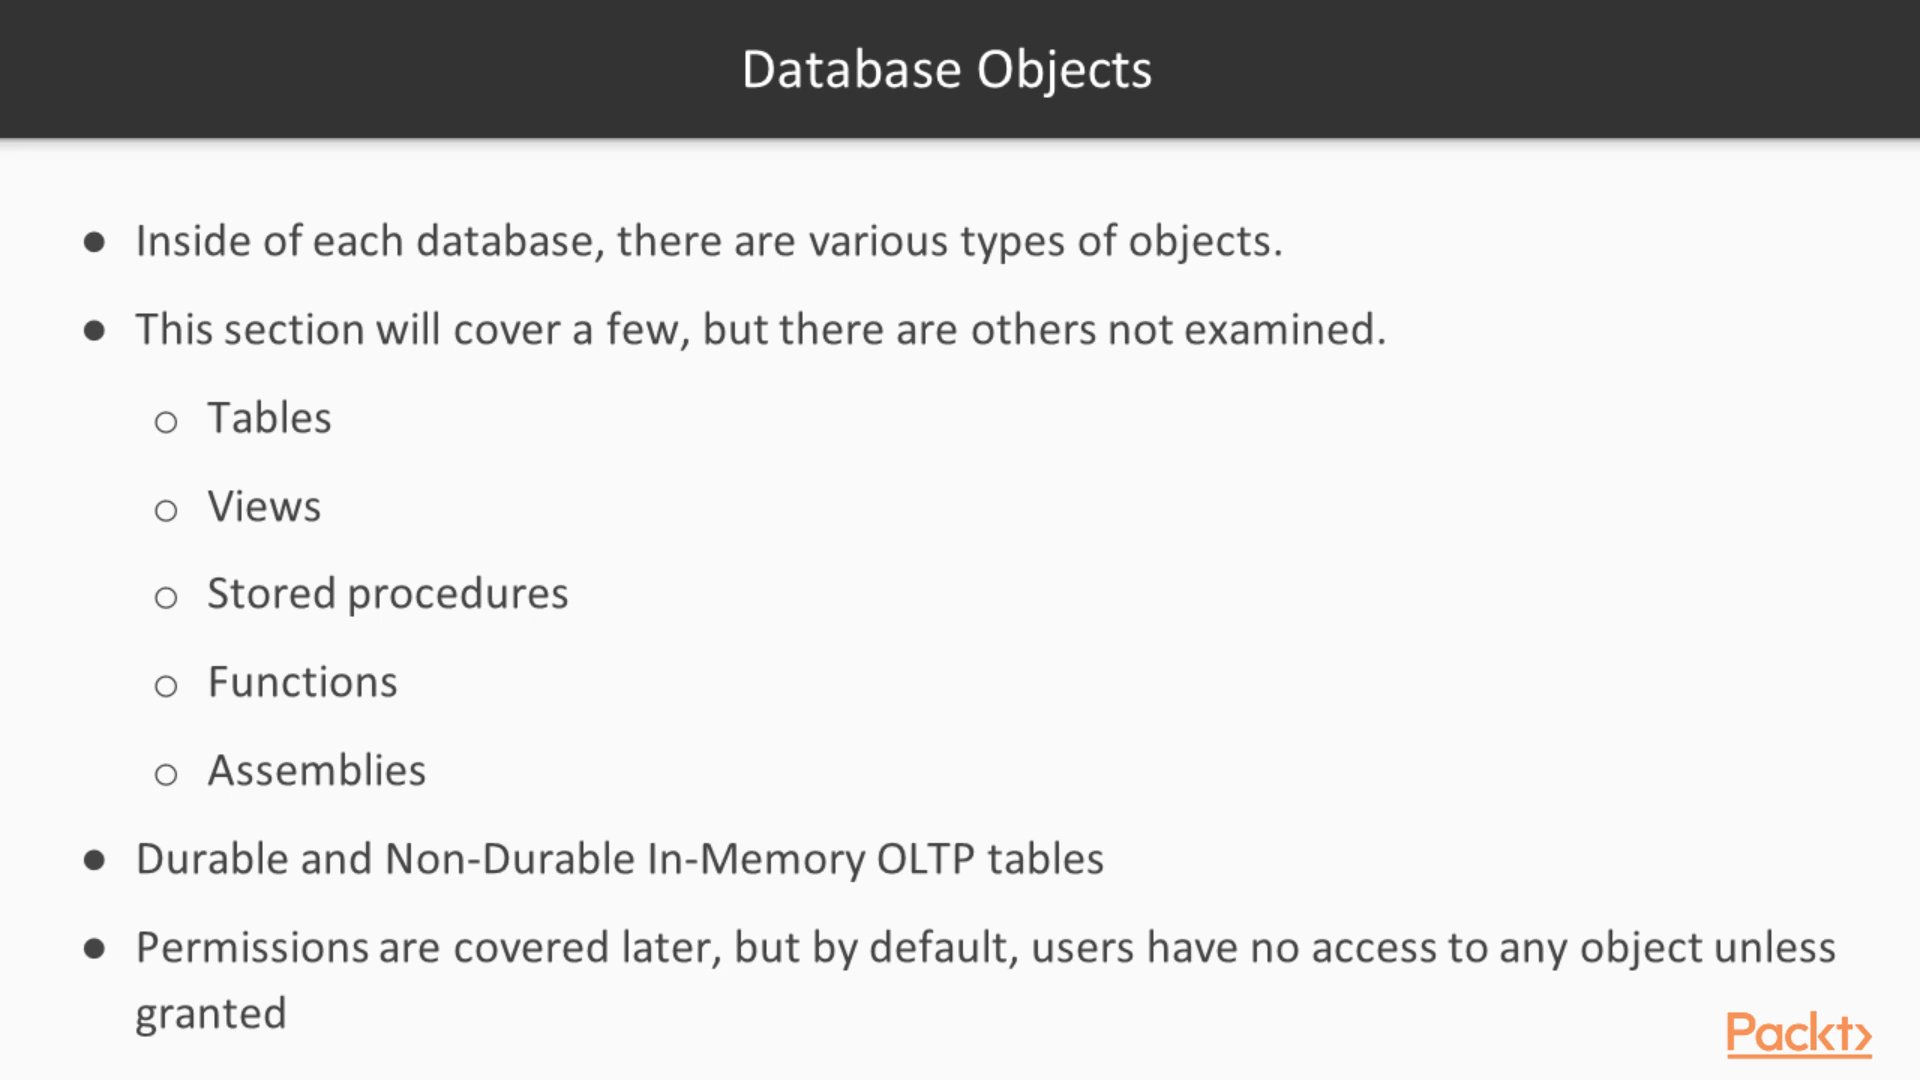 Database Objects
● Inside of each database, there are various types of objects.
● This section will cover a few, but there are others not examined.
○ Tables
○ Views
○ Stored procedures
○ Functions
○ Assemblies
● Durable and Non-Durable In-Memory OLTP tables
● Permissions are covered later, but by default, users have no access to any object unless
granted
Packt>